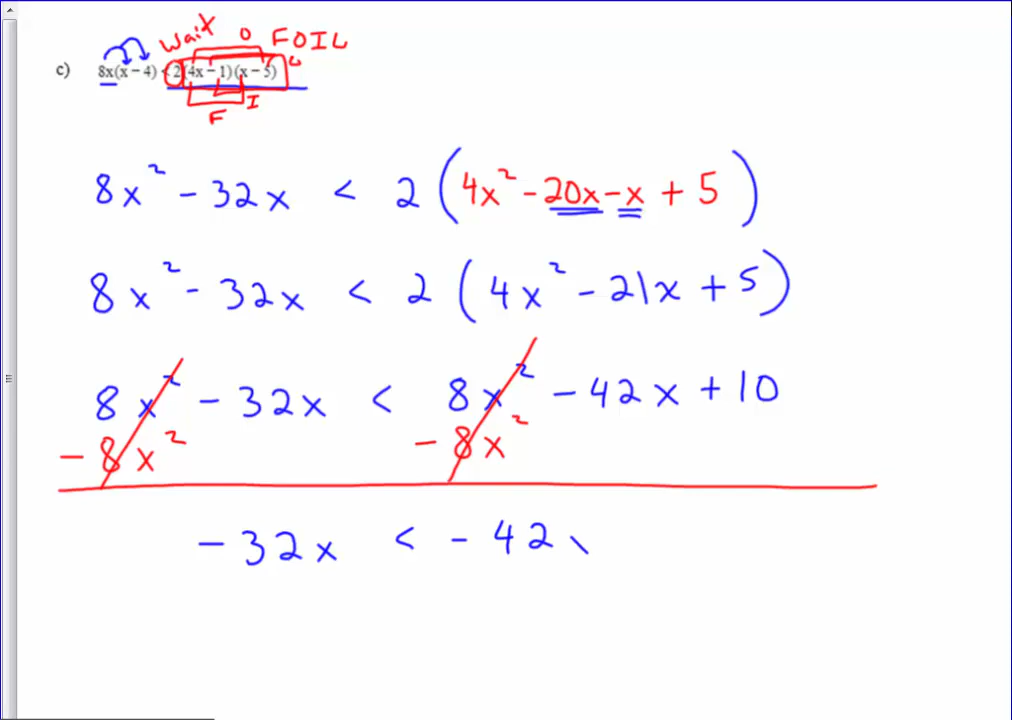 Wait O FOIL
c) 8x(x – 4) < 2(4x – 1)(x – 5)
L
F I
8x² - 32x < 2(4x² - 20x - x + 5)
8x² - 32x < 2(4x² - 21x + 5)
8x² - 32x < 8x² - 42x + 10
- 8x² - 8x²
- 32x < - 42